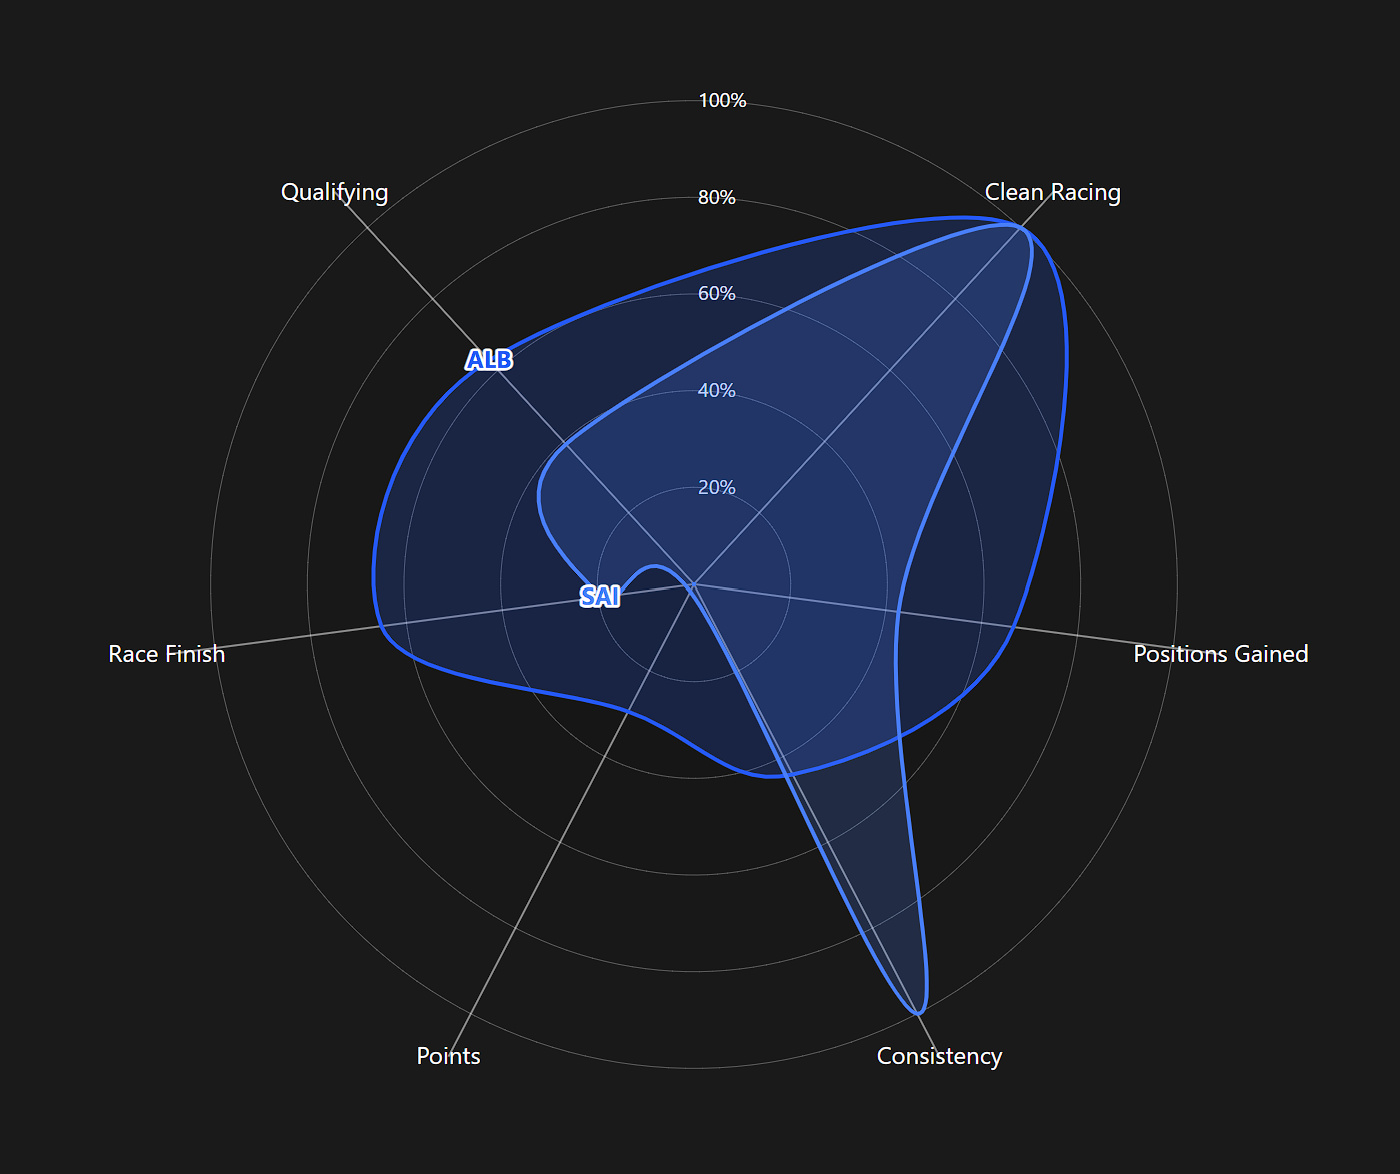 100%
Qualifying
Clean Racing
80%
60%
ALB
40%
20%
SAI
Race Finish
Positions Gained
Points
Consistency